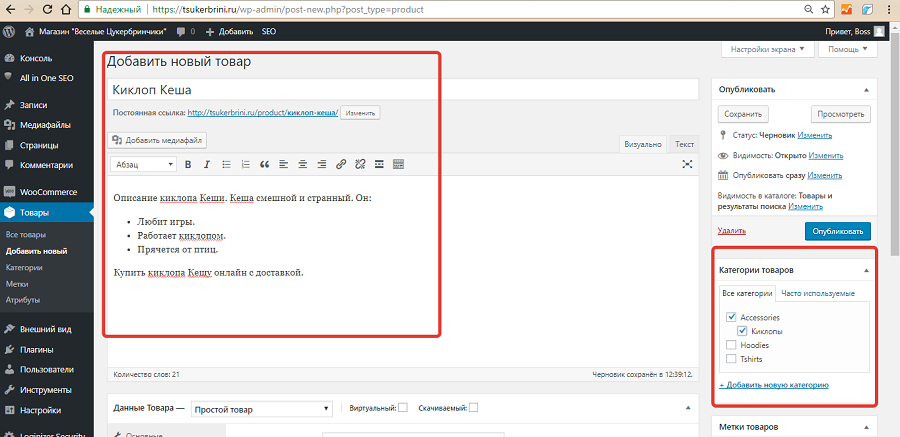 Надежный | https://tsukerbrini.ru/wp-admin/post-new.php?post_type=product
Магазин "Веселые Цукербринчики" 0 + Добавить SEO Привет, Boss
Настройки экрана Помощь
Консоль
All in One SEO
Записи
Медиафайлы
Страницы
Комментарии
WooCommerce
Товары
Все товары
Добавить новый
Категории
Метки
Атрибуты
Внешний вид
Плагины
Пользователи
Инструменты
Настройки
Loginizer Security
Добавить новый товар
Киклоп Кеша
Постоянная ссылка: http://tsukerbrini.ru/product/киклоп-кеша/ Изменить
Добавить медиафайл
Визуально Текст
Абзац B I
Описание киклопа Кеши. Кеша смешной и странный. Он:
Любит игры.
Работает киклопом.
Прячется от птиц.
Купить киклопа Кешу онлайн с доставкой.
Количество слов: 21 Черновик сохранён в 12:39:12.
Данные Товара — Простой товар Виртуальный: Скачиваемый:
Основные
Опубликовать
Сохранить Просмотреть
Статус: Черновик Изменить
Видимость: Открыто Изменить
Опубликовать сразу Изменить
Видимость в каталоге: Товары и
результаты поиска Изменить
Удалить Опубликовать
Категории товаров
Все категории Часто используемые
Accessories
Киклопы
Hoodies
Tshirts
+ Добавить новую категорию
Метки товаров